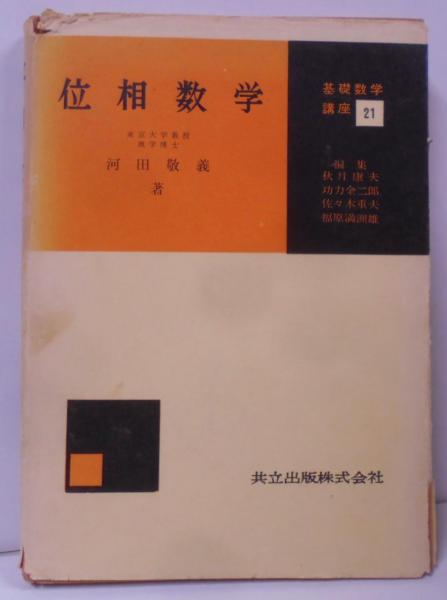 位相数学
東京大学教授
理学博士
河田敬義
著
基礎数学
講座 21
編集
秋月康夫
功力金二郎
佐々木重夫
福原満洲雄
共立出版株式会社